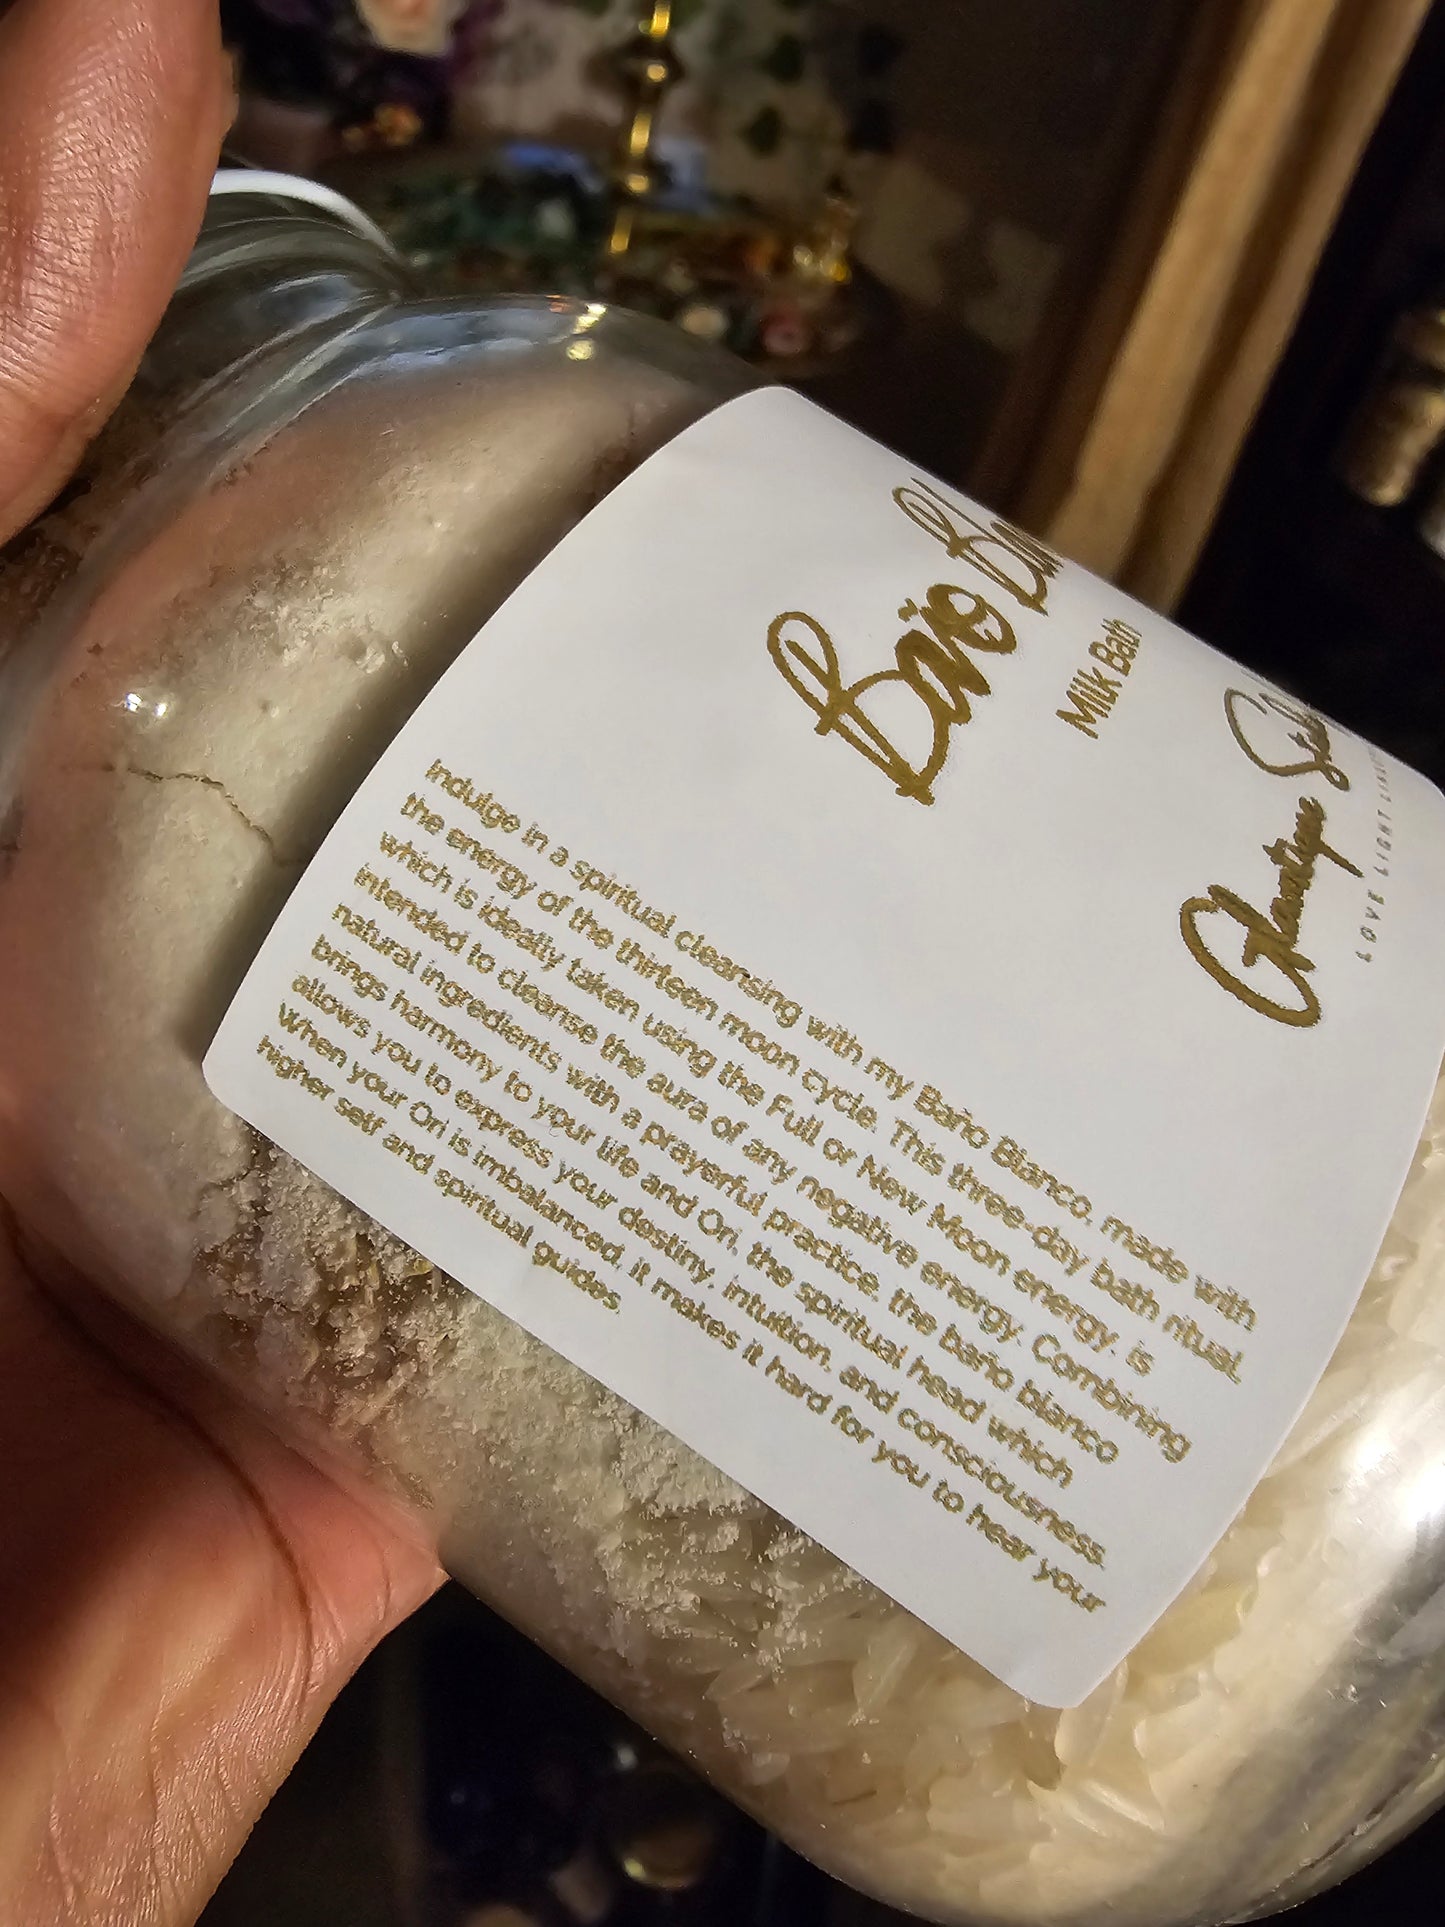 Baño
Milk Bath
Glamtique
LOVE LIGHT
Indulge in a spiritual cleansing with my Baño Blanco, made with
the energy of the thirteen moon cycle. This three-day bath ritual,
which is ideally taken using the Full or New Moon energy, is
intended to cleanse the aura of any negative energy. Combining
natural ingredients with a prayerful practice, the baño blanco
brings harmony to your life and Ori, the spiritual head which
allows you to express your destiny, intuition, and consciousness.
When your Ori is imbalanced, it makes it hard for you to hear your
higher self and spiritual guides.